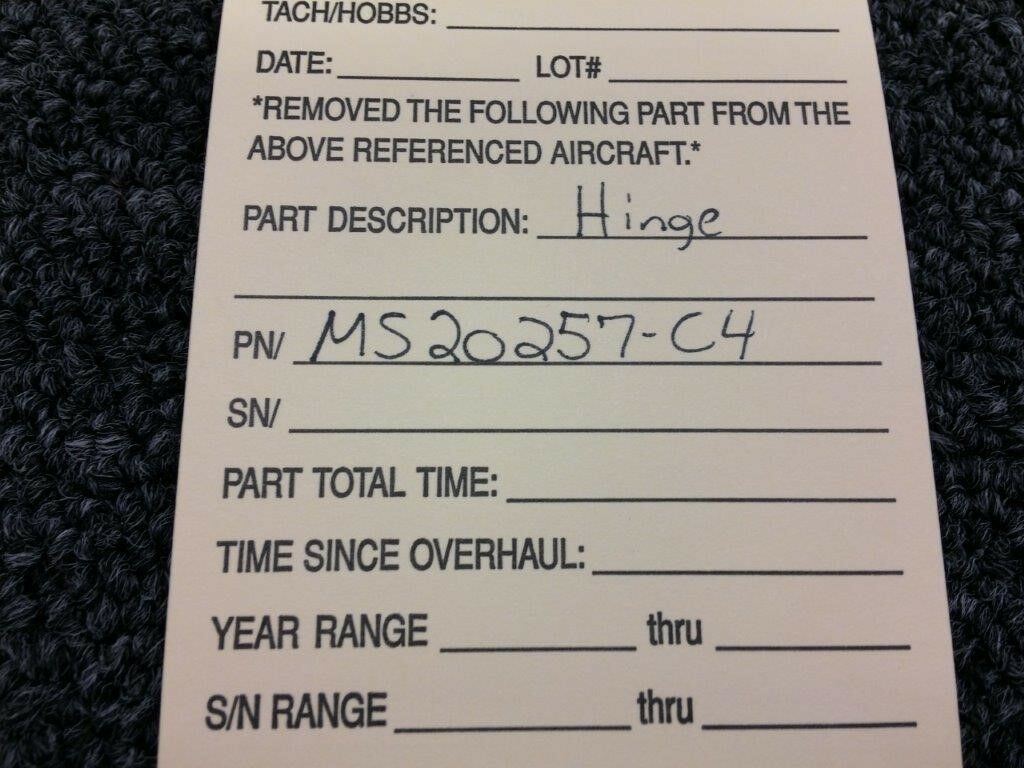 TACH/HOBBS:
DATE: LOT#
*REMOVED THE FOLLOWING PART FROM THE
ABOVE REFERENCED AIRCRAFT.*
PART DESCRIPTION: Hinge
PN/ MS20257-C4
SN/
PART TOTAL TIME:
TIME SINCE OVERHAUL:
YEAR RANGE thru
S/N RANGE thru